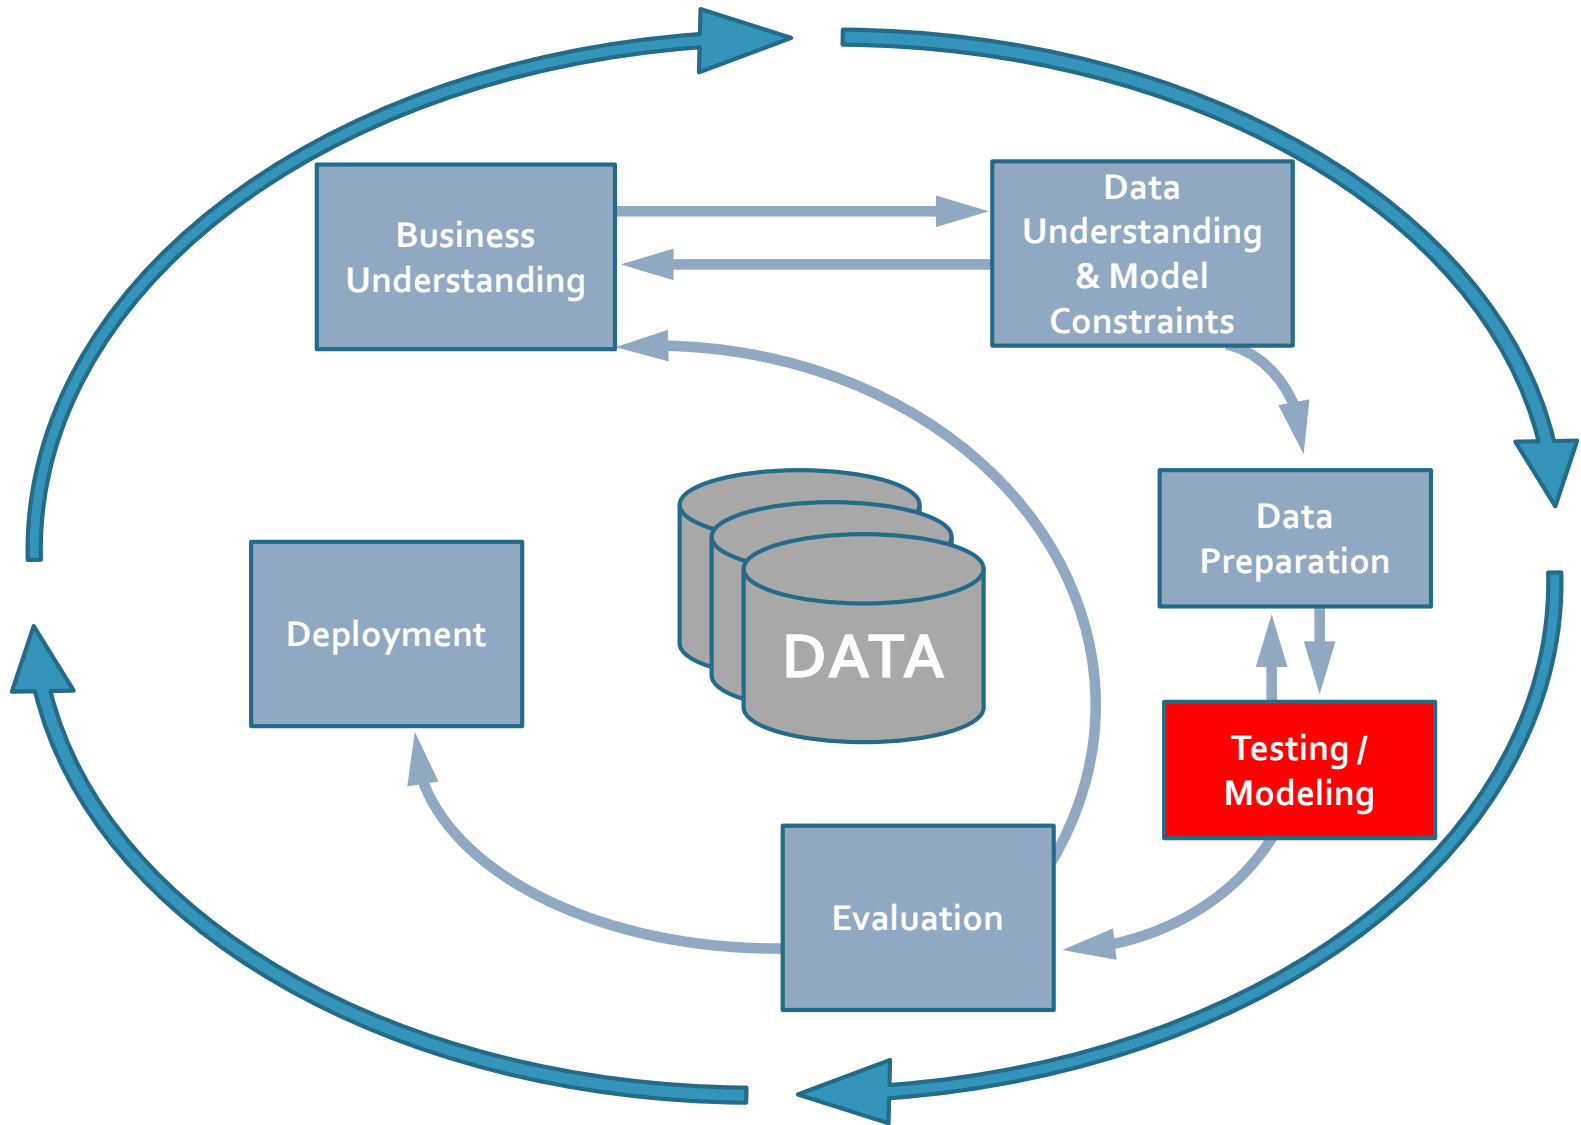 Business
Understanding
Data
Understanding
& Model
Constraints
Data
Preparation
Deployment
DATA
Testing /
Modeling
Evaluation